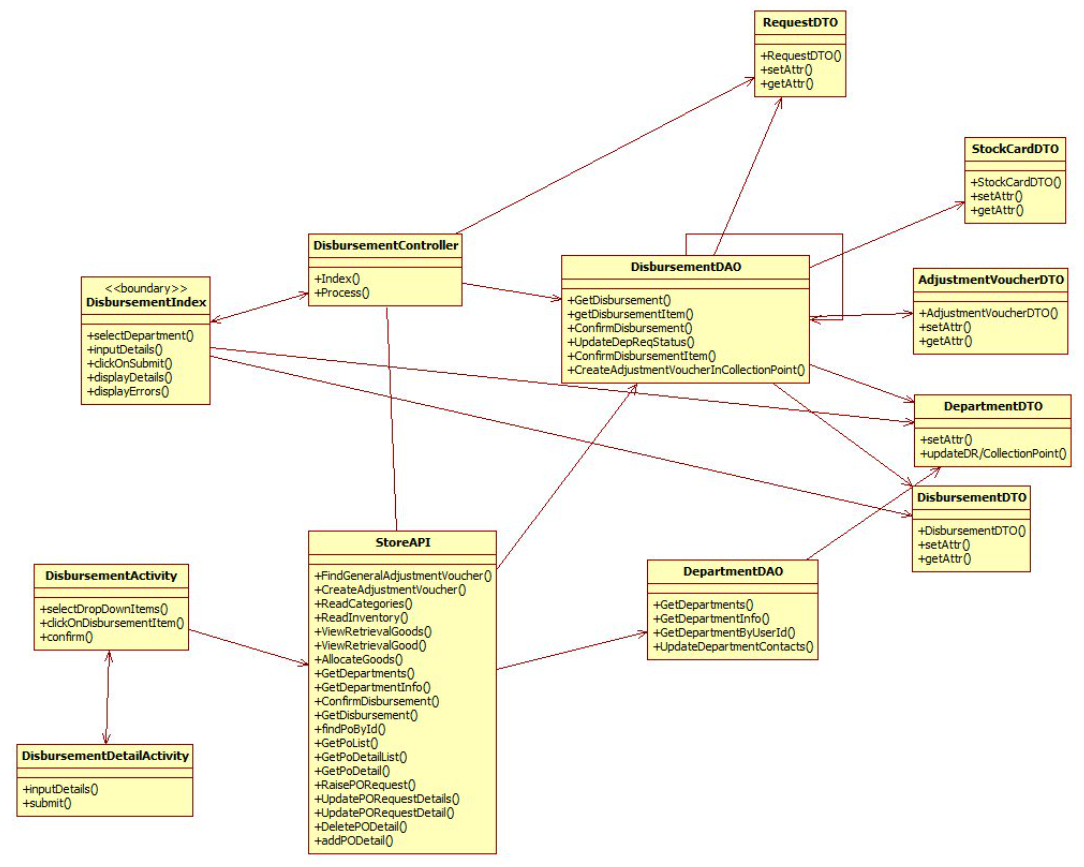 RequestDTO
+RequestDTO()
+setAttr()
+getAttr()
StockCardDTO
+StockCardDTO()
+setAttr()
+getAttr()
DisbursementController
+Index()
+Process()
DisbursementDAO
+GetDisbursement()
+getDisbursementItem()
+ConfirmDisbursement()
+UpdateDepReqStatus()
+ConfirmDisbursementItem()
+CreateAdjustmentVoucherInCollectionPoint()
AdjustmentVoucherDTO
+AdjustmentVoucherDTO()
+setAttr()
+getAttr()
<<boundary>>
DisbursementIndex
+selectDepartment()
+inputDetails()
+clickOnSubmit()
+displayDetails()
+displayErrors()
DepartmentDTO
+setAttr()
+updateDR/CollectionPoint()
DisbursementDTO
+DisbursementDTO()
+setAttr()
+getAttr()
StoreAPI
+FindGeneralAdjustmentVoucher()
+CreateAdjustmentVoucher()
+ReadCategories()
+ReadInventory()
+ViewRetrievalGoods()
+ViewRetrievalGood()
+AllocateGoods()
+GetDepartments()
+GetDepartmentInfo()
+ConfirmDisbursement()
+GetDisbursement()
+findPoById()
+GetPoList()
+GetPoDetailList()
+GetPoDetail()
+RaisePORequest()
+UpdatePORequestDetails()
+UpdatePORequestDetail()
+DeletePODetail()
+addPODetail()
DepartmentDAO
+GetDepartments()
+GetDepartmentInfo()
+GetDepartmentByUserId()
+UpdateDepartmentContacts()
DisbursementActivity
+selectDropDownItems()
+clickOnDisbursementItem()
+confirm()
DisbursementDetailActivity
+inputDetails()
+submit()